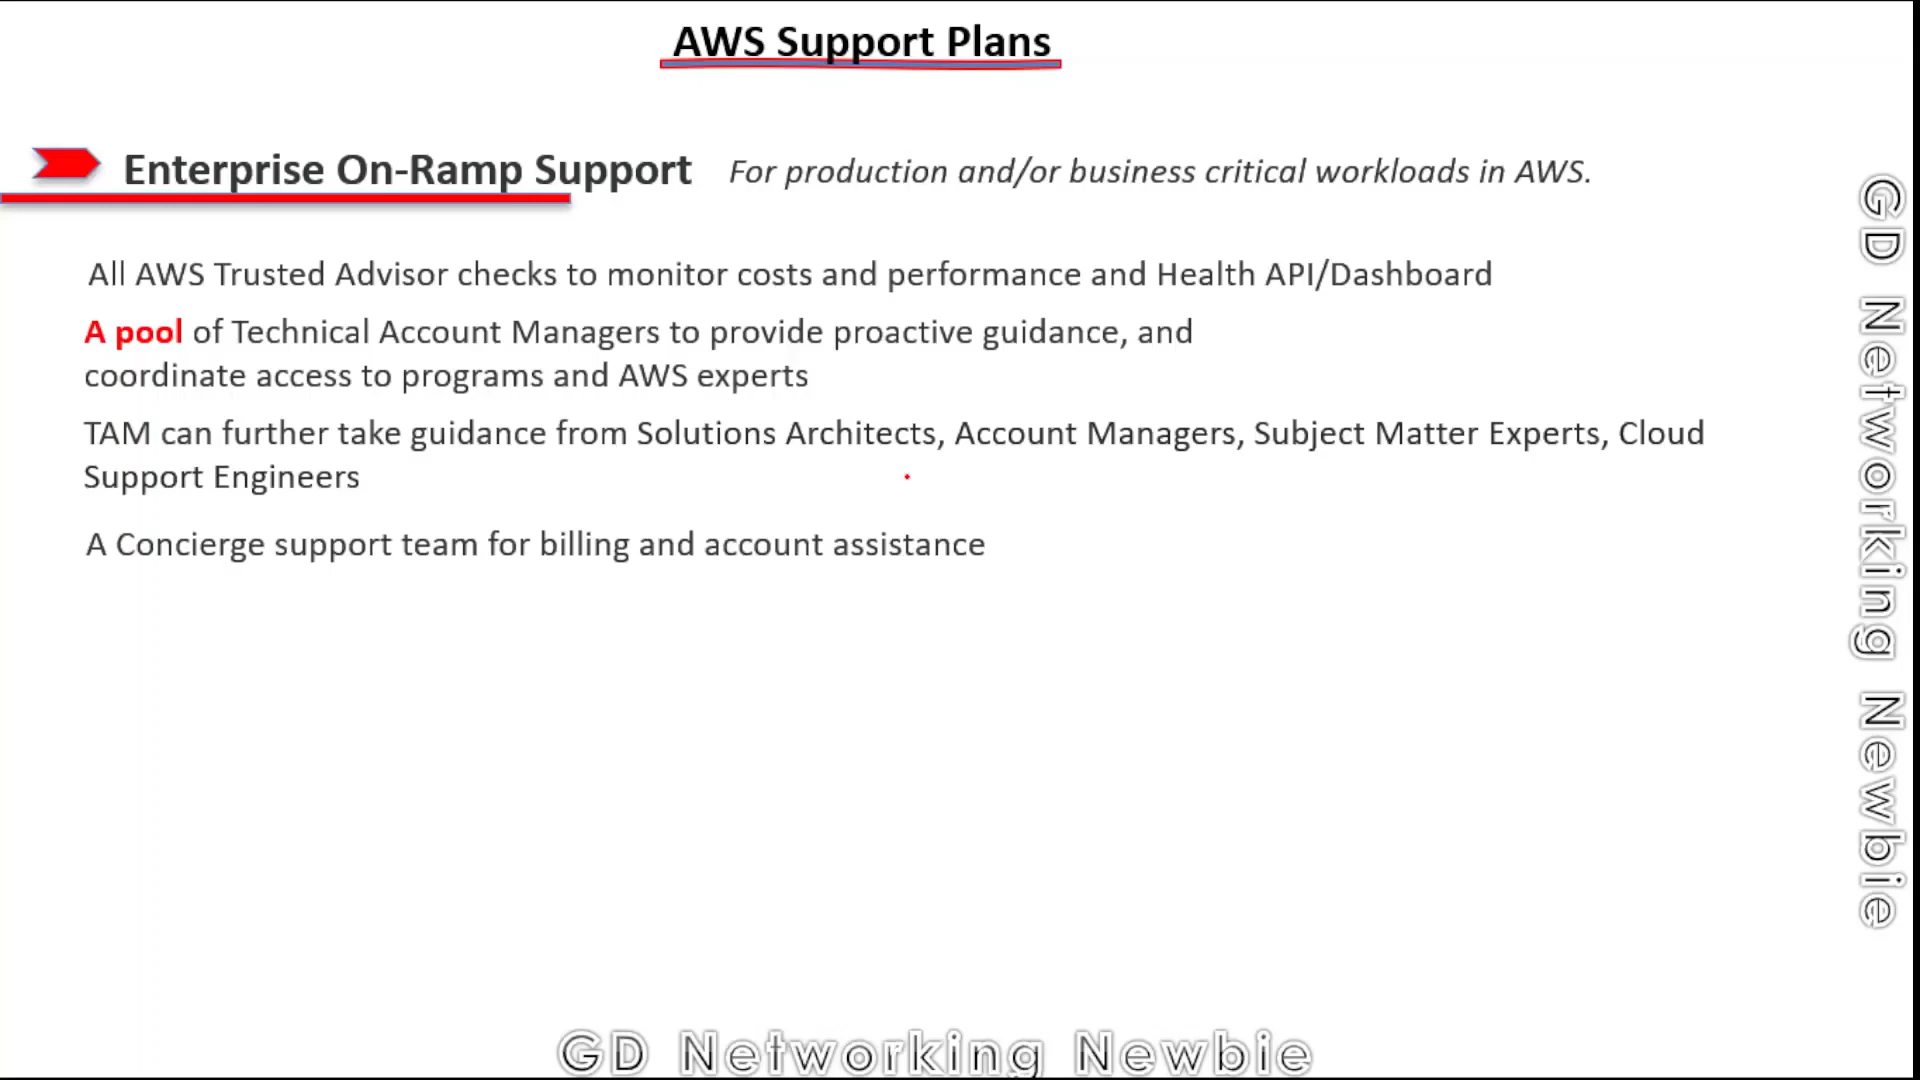 AWS Support Plans
Enterprise On-Ramp Support For production and/or business critical workloads in AWS.
All AWS Trusted Advisor checks to monitor costs and performance and Health API/Dashboard
A pool of Technical Account Managers to provide proactive guidance, and
coordinate access to programs and AWS experts
TAM can further take guidance from Solutions Architects, Account Managers, Subject Matter Experts, Cloud
Support Engineers
A Concierge support team for billing and account assistance
GD Networking Newbie
GD Networking Newbie